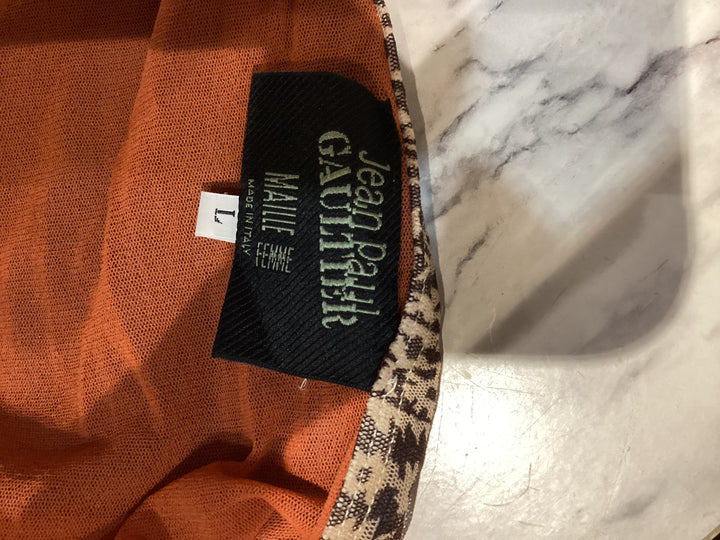 Jean Paul
GAULTIER
MAILLE FEMME
MADE IN ITALY
L